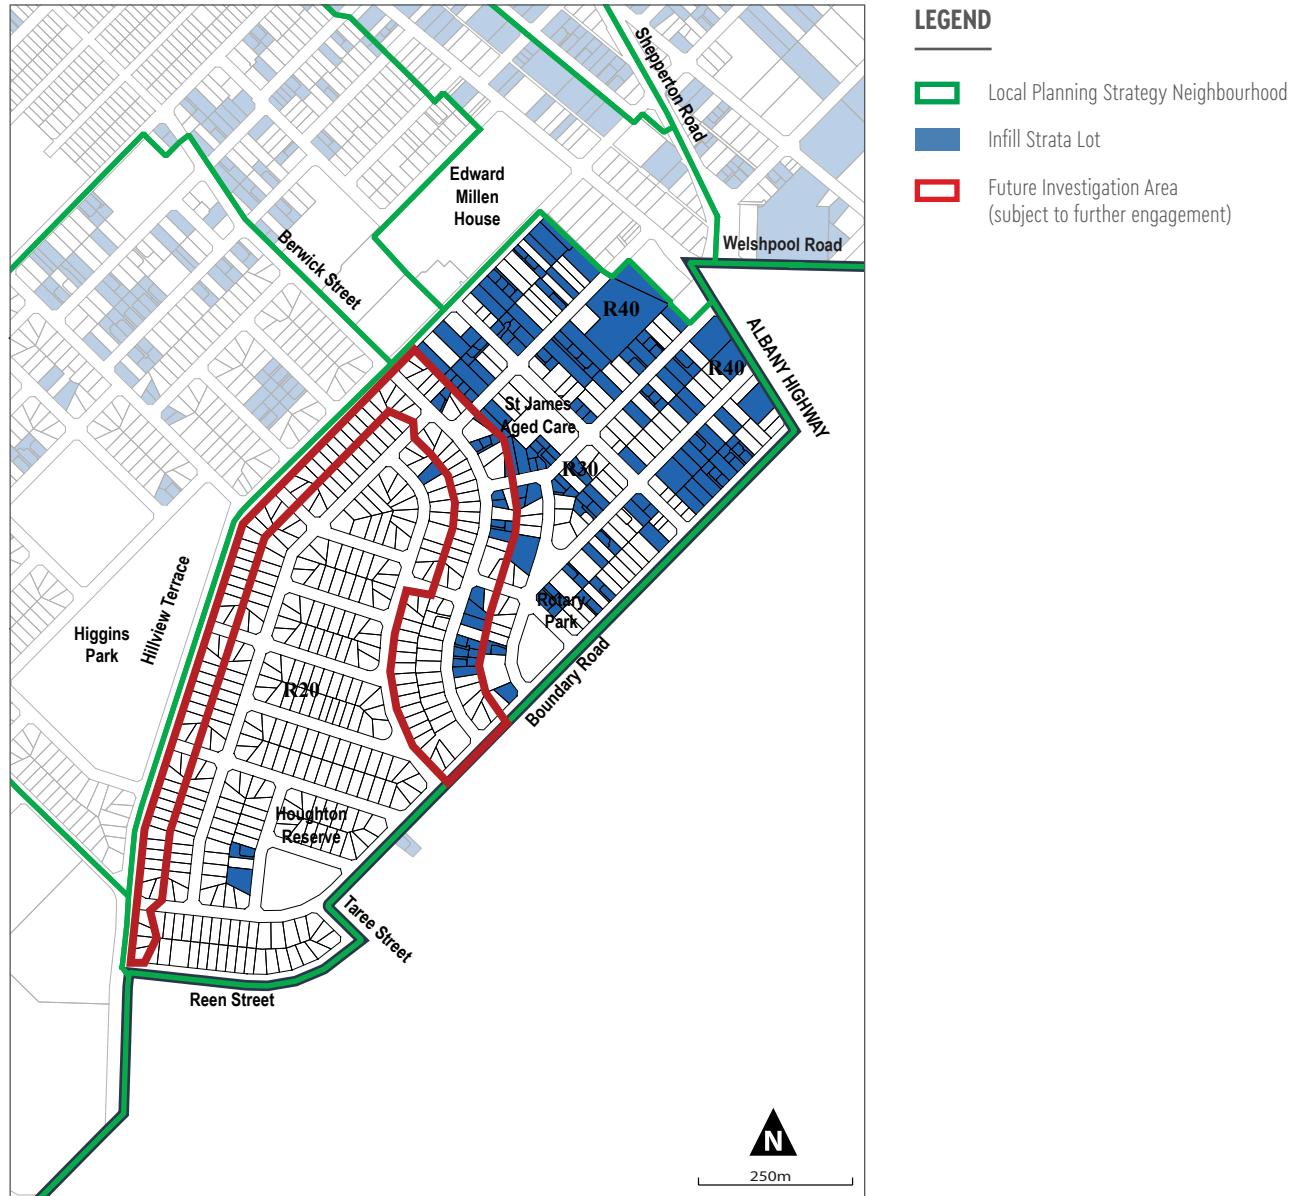 LEGEND
Local Planning Strategy Neighbourhood
Infill Strata Lot
Future Investigation Area
(subject to further engagement)
Shepperton Road
Edward
Millen
House
Welshpool Road
Berwick Street
R40
ALBANY HIGHWAY
R40
St James
Aged Care
R30
Hillview Terrace
Rotary
Park
Higgins
Park
Boundary Road
R20
Houghton
Reserve
Taree Street
Reen Street
N
250m